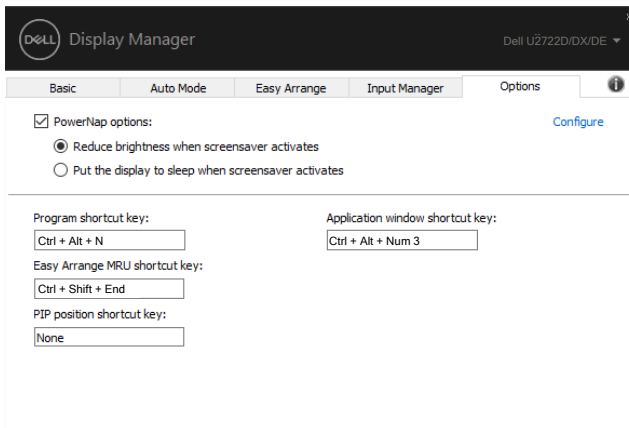 DELL Display Manager
Dell U2722D/DX/DE
Basic Auto Mode Easy Arrange Input Manager Options
PowerNap options:
Configure
Reduce brightness when screensaver activates
Put the display to sleep when screensaver activates
Program shortcut key:
Application window shortcut key:
Ctrl + Alt + N
Ctrl + Alt + Num 3
Easy Arrange MRU shortcut key:
Ctrl + Shift + End
PIP position shortcut key:
None